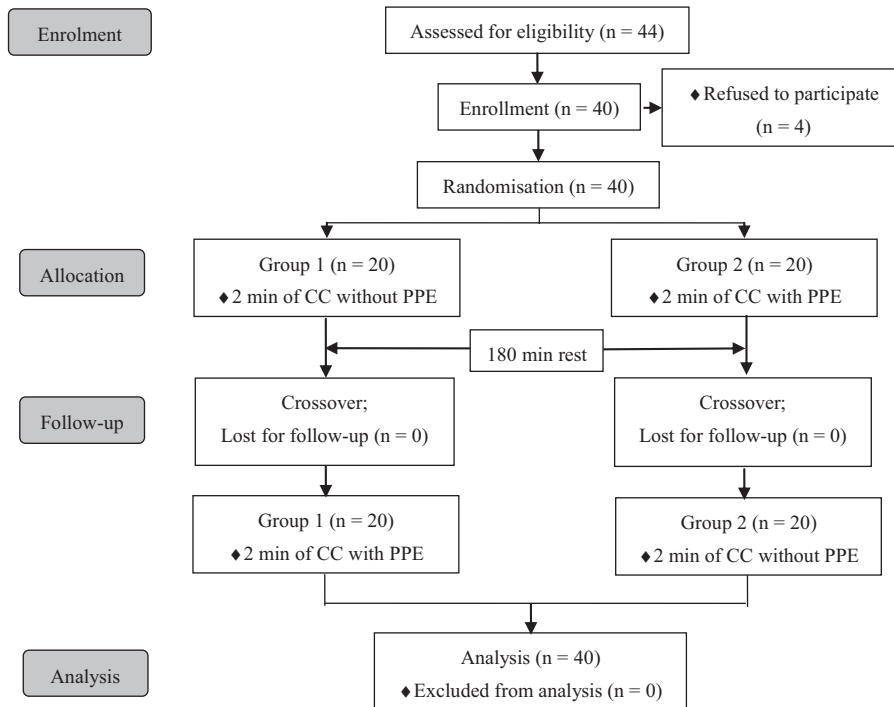 Enrolment
Assessed for eligibility (n = 44)
Enrollment (n = 40)
♦Refused to participate
(n = 4)
Randomisation (n = 40)
Allocation
Group 1 (n = 20)
♦2 min of CC without PPE
Group 2 (n = 20)
♦2 min of CC with PPE
180 min rest
Follow-up
Crossover;
Lost for follow-up (n = 0)
Crossover;
Lost for follow-up (n = 0)
Group 1 (n = 20)
♦2 min of CC with PPE
Group 2 (n = 20)
♦2 min of CC without PPE
Analysis
Analysis (n = 40)
♦Excluded from analysis (n = 0)